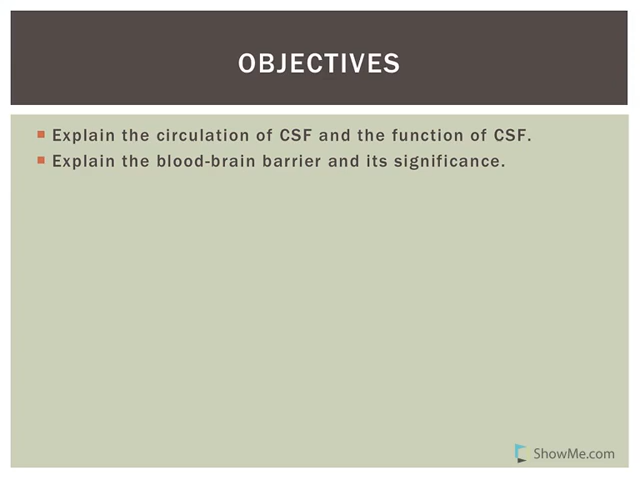 OBJECTIVES
Explain the circulation of CSF and the function of CSF.
Explain the blood-brain barrier and its significance.
ShowMe.com